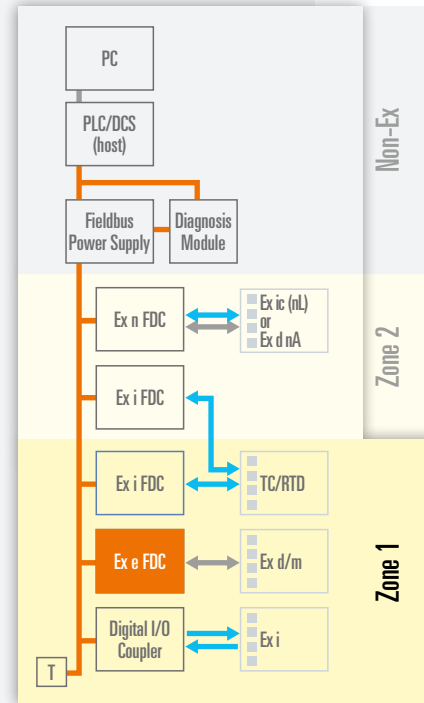 PC
PLC/DCS
(host)
Fieldbus
Power Supply
Diagnosis
Module
Non-Ex
Ex n FDC
Ex ic (nL)
or
Ex d nA
Ex i FDC
Zone 2
Ex i FDC
TC/RTD
Ex e FDC
Ex d/m
Zone 1
Digital I/O
Coupler
Ex i
T